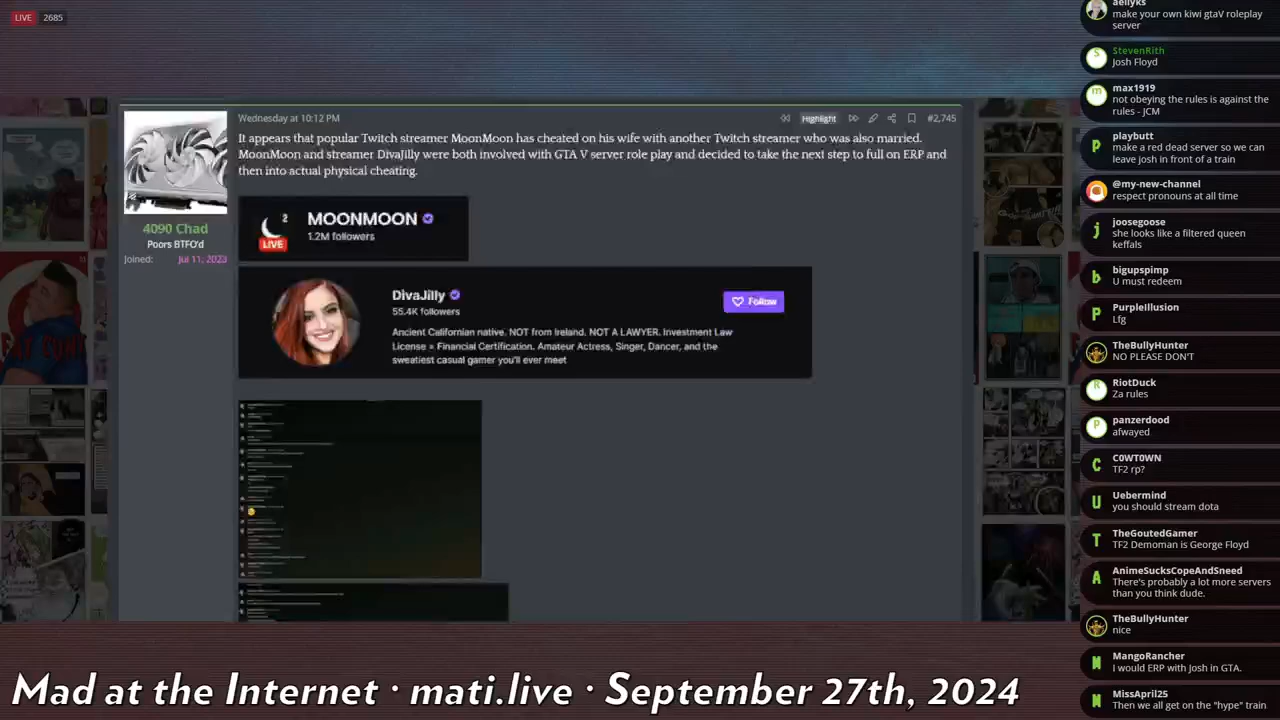 LIVE 2685
Wednesday at 10:12 PM
Highlight
#2,745
It appears that popular Twitch streamer MoonMoon has cheated on his wife with another Twitch streamer who was also married.
MoonMoon and streamer DivaJilly were both involved with GTA V server role play and decided to take the next step to full on ERP and
then into actual physical cheating.
4090 Chad
Poors BTFO'd
Joined: Jul 11, 2023
2
LIVE
MOONMOON
1.2M followers
DivaJilly
55.4K followers
Follow
Ancient Californian native. NOT from Ireland. NOT A LAWYER. Investment Law
License = Financial Certification. Amateur Actress, Singer, Dancer, and the
sweatiest casual gamer you'll ever meet
aellyks
make your own kiwi gtaV roleplay
server
S
StevenRith
Josh Floyd
m
max1919
not obeying the rules is against the
rules - JCM
P
playbutt
make a red dead server so we can
leave josh in front of a train
@my-new-channel
respect pronouns at all time
j
joosegoose
she looks like a filtered queen
keffals
b
bigupspimp
U must redeem
P
PurpleIllusion
Lfg
TheBullyHunter
NO PLEASE DON'T
R
RiotDuck
Za rules
P
panzerdood
afwayed
C
C0WT0WN
TF2 rp?
U
Uebermind
you should stream dota
T
TheGoutedGamer
TF2 Demoman is George Floyd
A
AnimeSucksCopeAndSneed
There's probably a lot more servers
than you think dude.
TheBullyHunter
nice
M
MangoRancher
I would ERP with Josh in GTA.
M
MissApril25
Then we all get on the "hype" train
Mad at the Internet · mati.live · September 27th, 2024